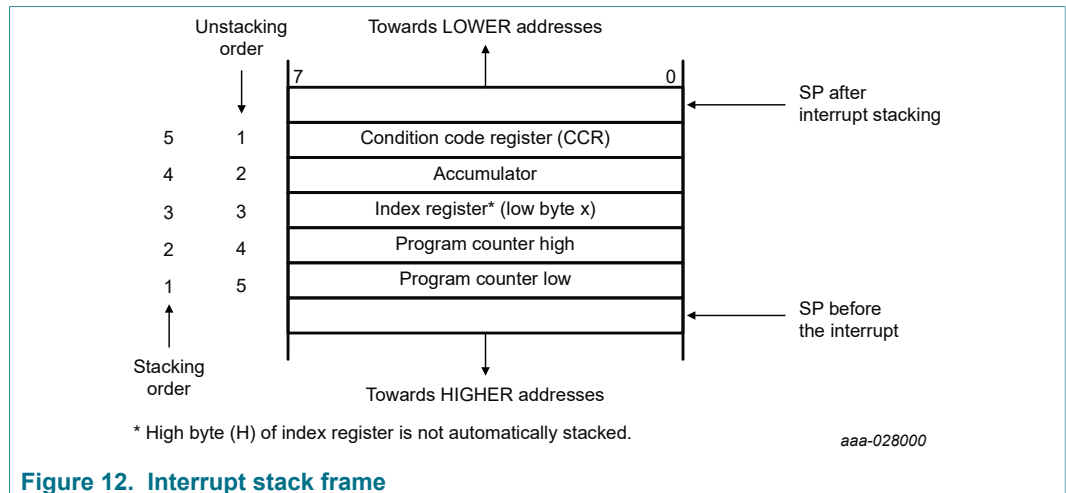 Unstacking
order
Towards LOWER addresses
7 0
SP after
interrupt stacking
5 1 Condition code register (CCR)
4 2 Accumulator
3 3 Index register* (low byte x)
2 4 Program counter high
1 5 Program counter low
SP before
the interrupt
Stacking
order
Towards HIGHER addresses
* High byte (H) of index register is not automatically stacked.
aaa-028000
Figure 12. Interrupt stack frame